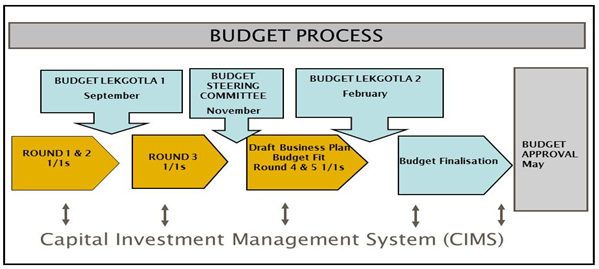 BUDGET PROCESS
BUDGET LEKGOTLA 1
September
BUDGET
STEERING
COMMITTEE
November
BUDGET LEKGOTLA 2
February
ROUND 1 & 2
1/1s
ROUND 3
1/1s
Draft Business Plan
Budget Fit
Round 4 & 5 1/1s
Budget Finalisation
BUDGET
APPROVAL
May
Capital Investment Management System (CIMS)